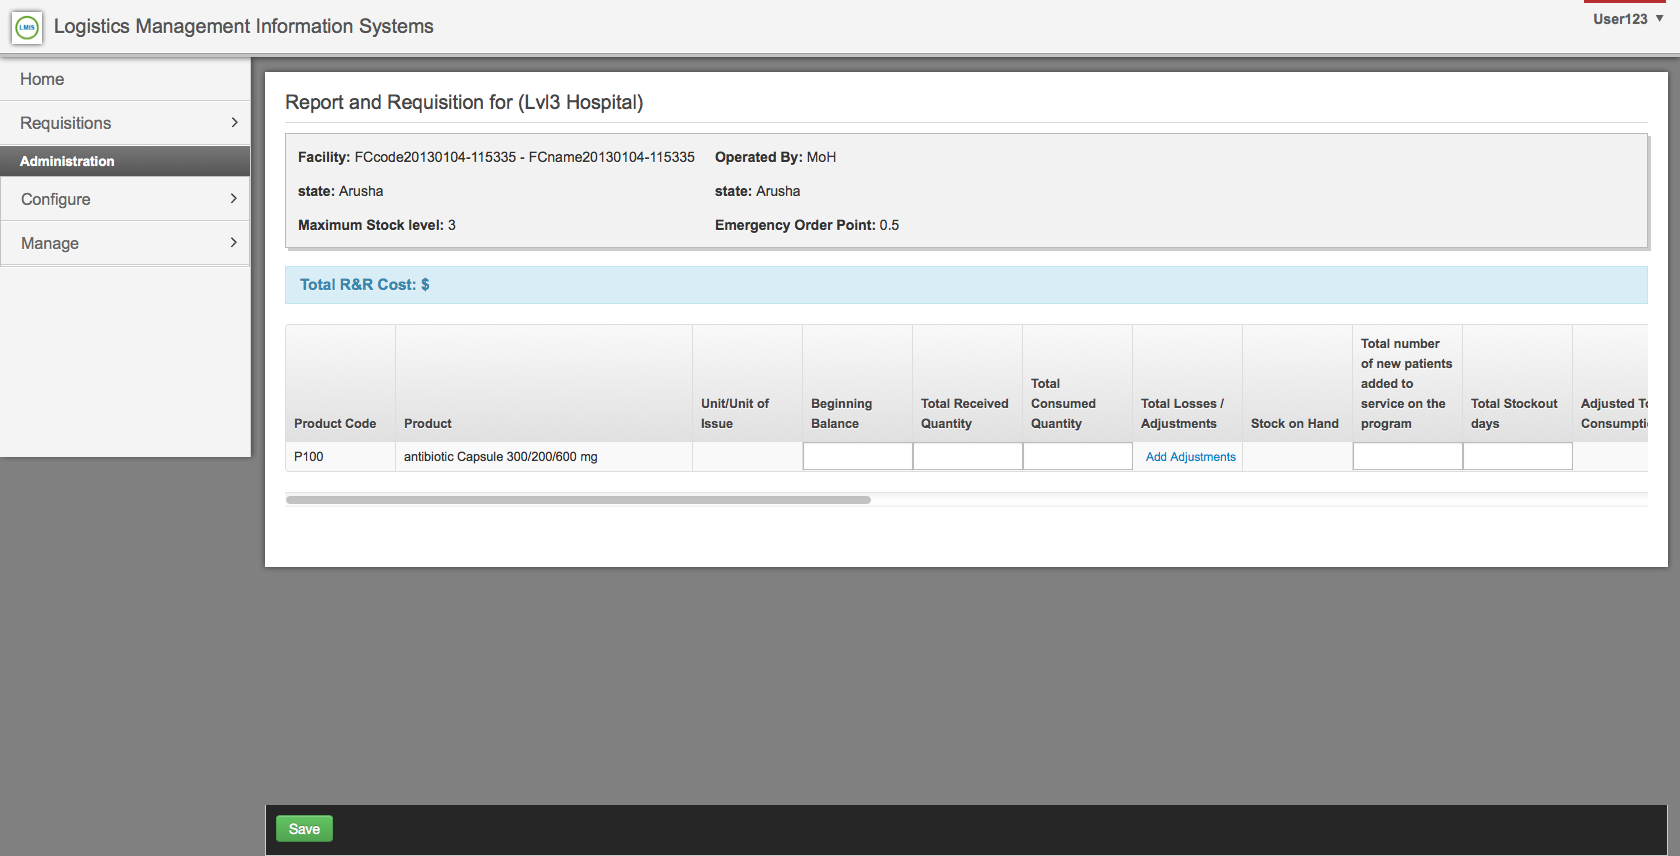 LMIS
Logistics Management Information Systems
User123
Home
Requisitions
Administration
Configure
Manage
Report and Requisition for (Lvl3 Hospital)
Facility: FCcode20130104-115335 - FCname20130104-115335
Operated By: MoH
state: Arusha
state: Arusha
Maximum Stock level: 3
Emergency Order Point: 0.5
Total R&R Cost: $
Product Code
Product
Unit/Unit of
Issue
Beginning
Balance
Total Received
Quantity
Total
Consumed
Quantity
Total Losses /
Adjustments
Stock on Hand
Total number
of new patients
added to
service on the
program
Total Stockout
days
Adjusted
P100
antibiotic Capsule 300/200/600 mg
Add Adjustments
Save